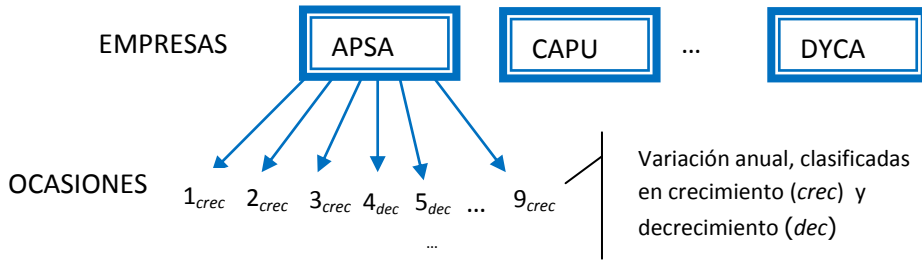 EMPRESAS APSA CAPU ... DYCA
OCASIONES 1crec 2crec 3crec 4dec 5dec ... 9crec
...
Variación anual, clasificadas
en crecimiento (crec) y
decrecimiento (dec)